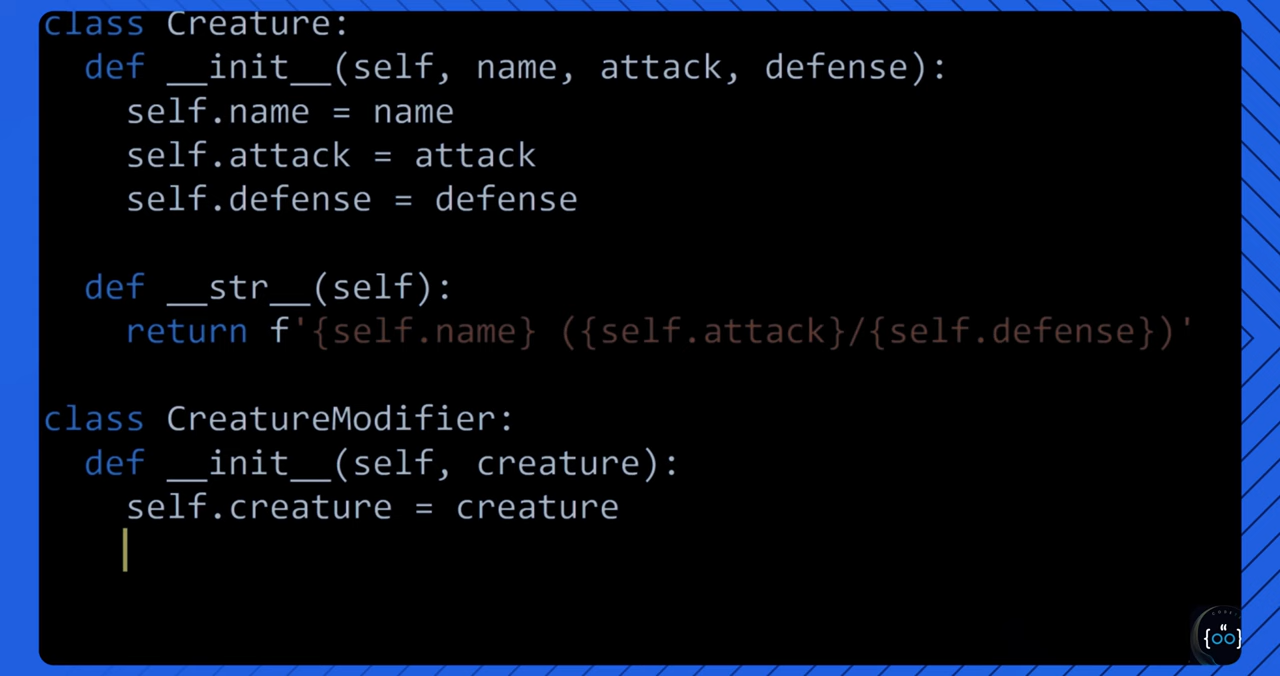 class Creature:
  def __init__(self, name, attack, defense):
    self.name = name
    self.attack = attack
    self.defense = defense

  def __str__(self):
    return f'{self.name} ({self.attack}/{self.defense})'

class CreatureModifier:
  def __init__(self, creature):
    self.creature = creature